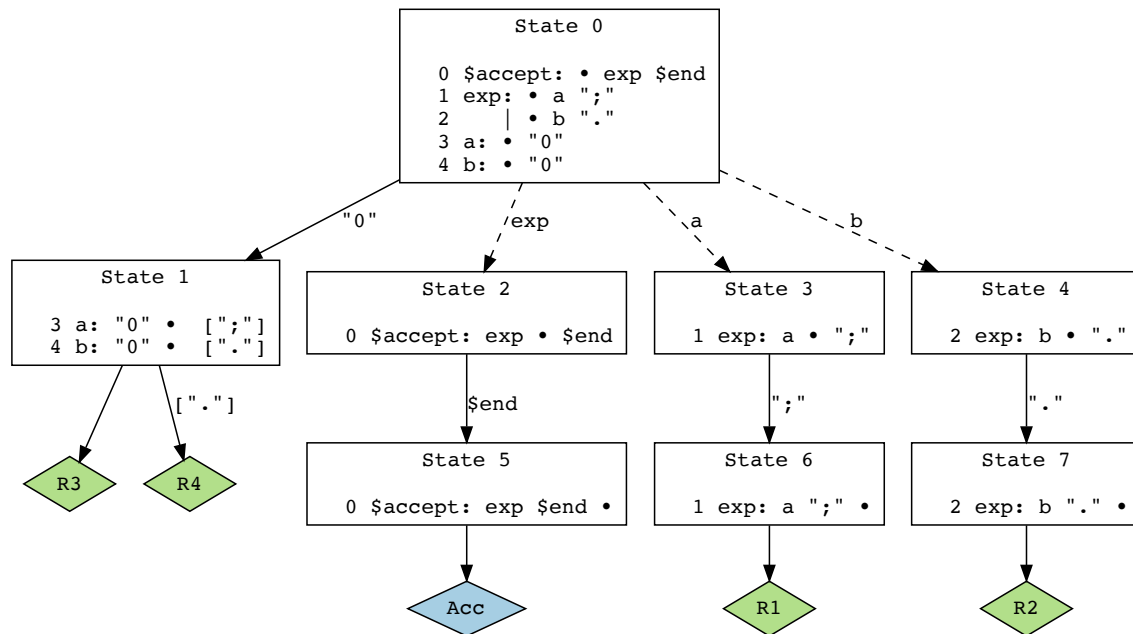 State 0
0 $accept: • exp $end
1 exp: • a ";"
2 | • b "."
3 a: • "0"
4 b: • "0"
"0"
exp
a
b
State 1
3 a: "0" • [";"]
4 b: "0" • ["."]
State 2
0 $accept: exp • $end
State 3
1 exp: a • ";"
State 4
2 exp: b • "."
["."]
$end
";"
"."
R3
R4
State 5
0 $accept: exp $end •
State 6
1 exp: a ";" •
State 7
2 exp: b "." •
Acc
R1
R2